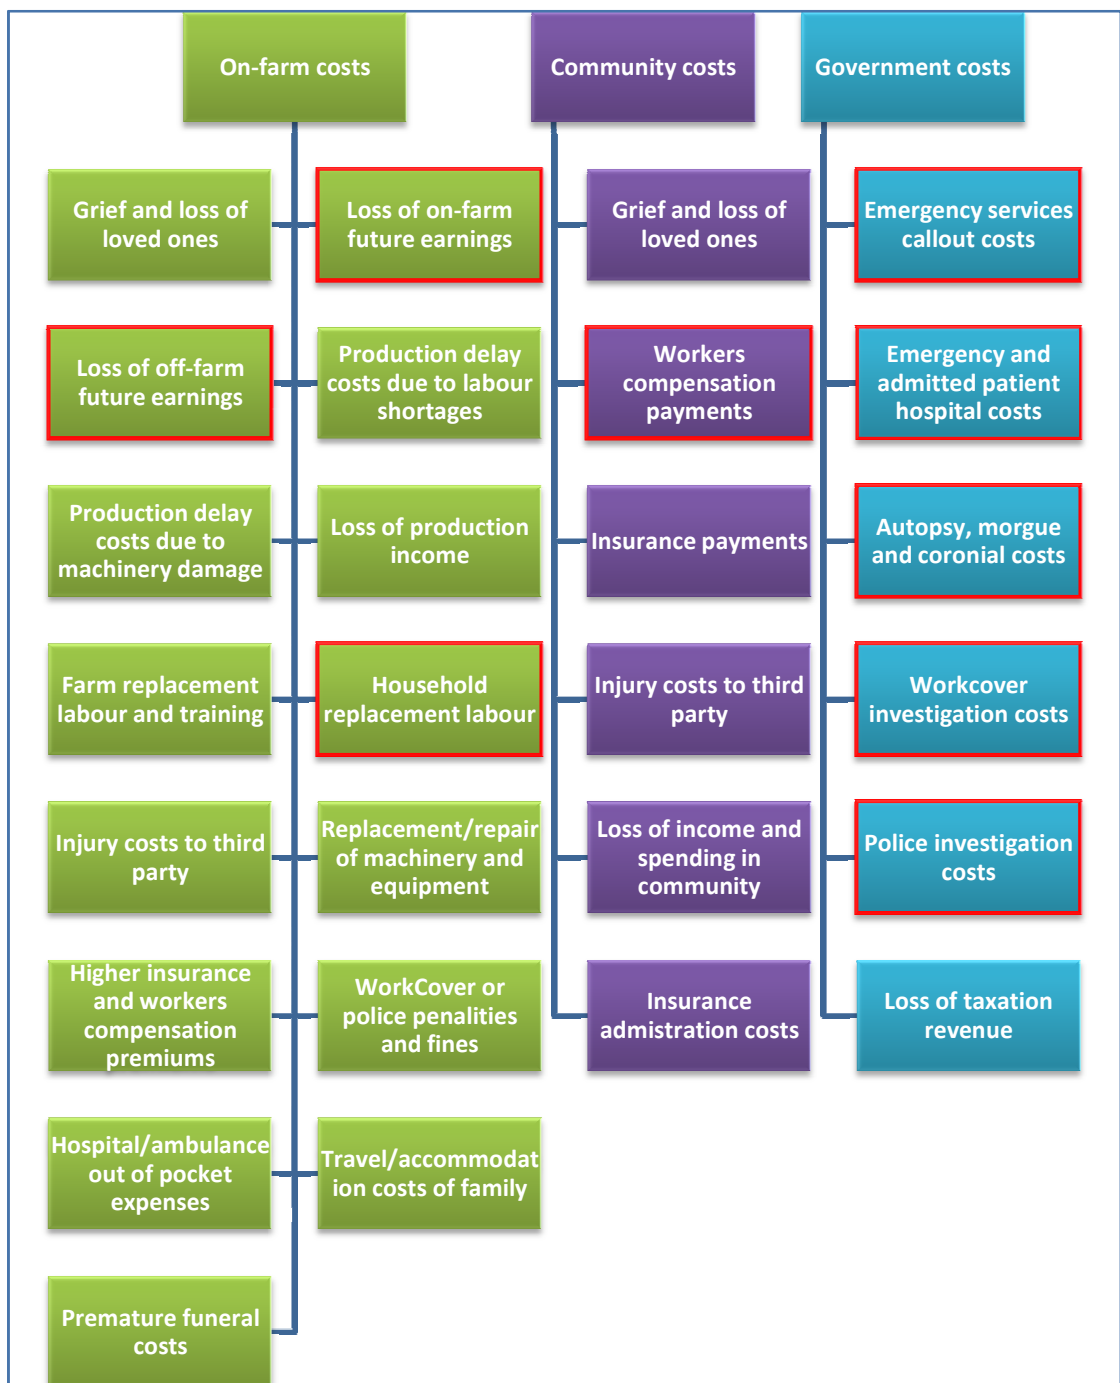 On-farm costs
Community costs
Government costs
Grief and loss of
loved ones
Loss of on-farm
future earnings
Grief and loss of
loved ones
Emergency services
callout costs
Loss of off-farm
future earnings
Production delay
costs due to labour
shortages
Workers
compensation
payments
Emergency and
admitted patient
hospital costs
Production delay
costs due to
machinery damage
Loss of production
income
Insurance payments
Autopsy, morgue
and coronial costs
Farm replacement
labour and training
Household
replacement labour
Injury costs to third
party
Workcover
investigation costs
Injury costs to third
party
Replacement/repair
of machinery and
equipment
Loss of income and
spending in
community
Police investigation
costs
Higher insurance
and workers
compensation
premiums
WorkCover or
police penalities
and fines
Insurance
admistration costs
Loss of taxation
revenue
Hospital/ambulance
out of pocket
expenses
Travel/accommodat
ion costs of family
Premature funeral
costs